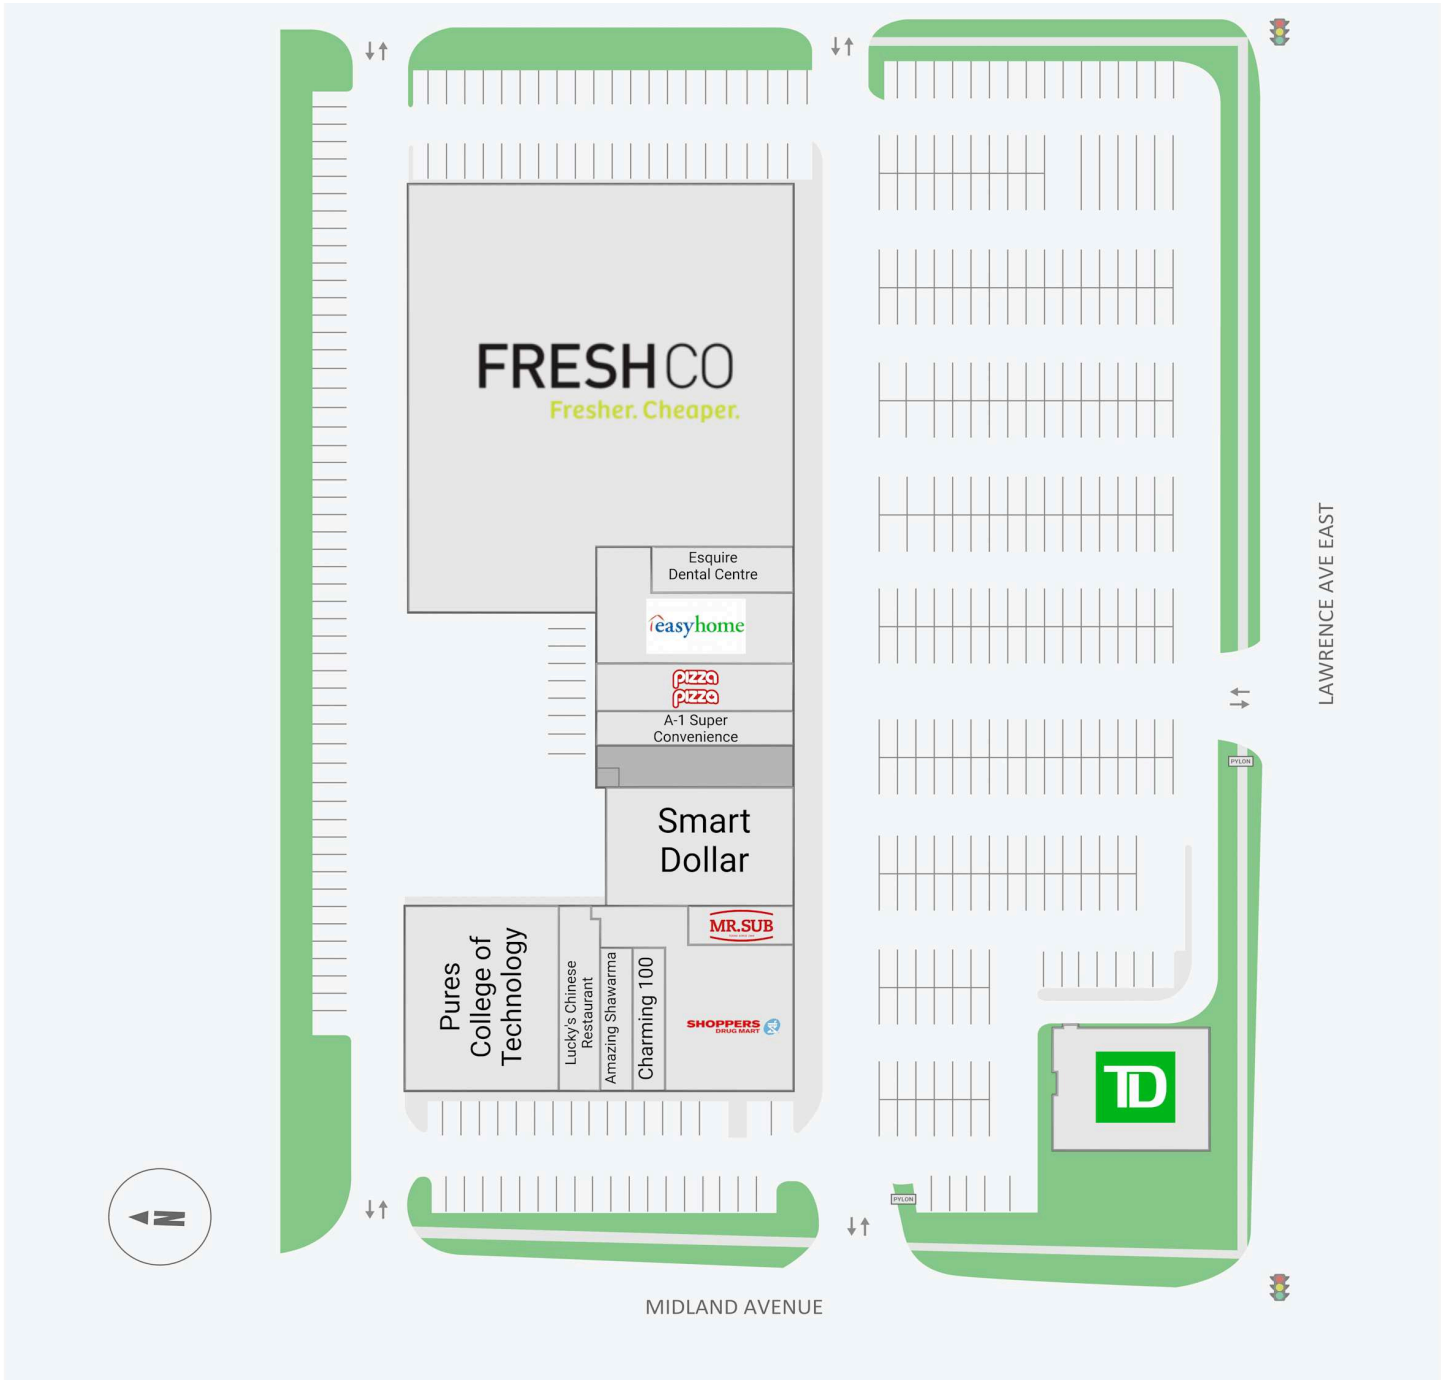 FRESHCO
Fresher. Cheaper.
Esquire
Dental Centre
easyhome
pizza
pizza
A-1 Super
Convenience
Smart
Dollar
MR.SUB
Pures
College of
Technology
Lucky's Chinese
Restaurant
Amazing Shawarma
Charming 100
SHOPPERS
DRUG MART
TD
LAWRENCE AVE EAST
PYLON
PYLON
N
MIDLAND AVENUE